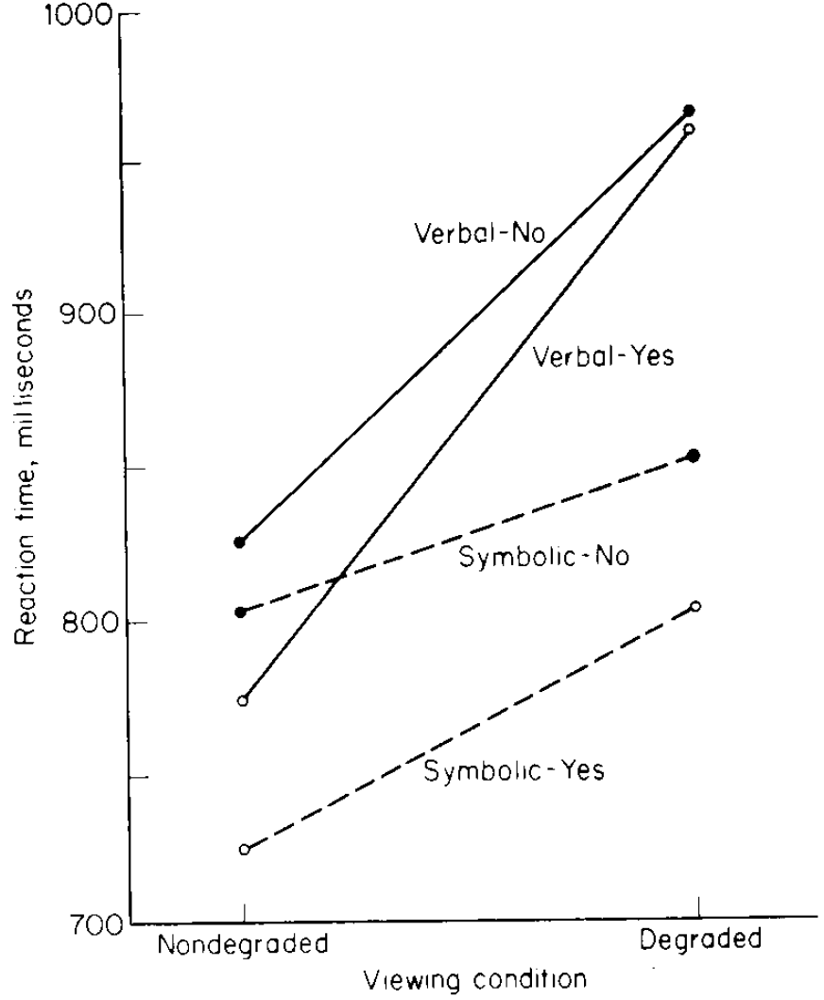 1000
Verbal-No
900
Verbal-Yes
Symbolic-No
800
Symbolic-Yes
700
Nondegraded Degraded
Viewing condition
Reaction time, milliseconds